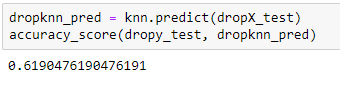 dropknn_pred = knn.predict(dropX_test)
accuracy_score(dropy_test, dropknn_pred)
0.6190476190476191